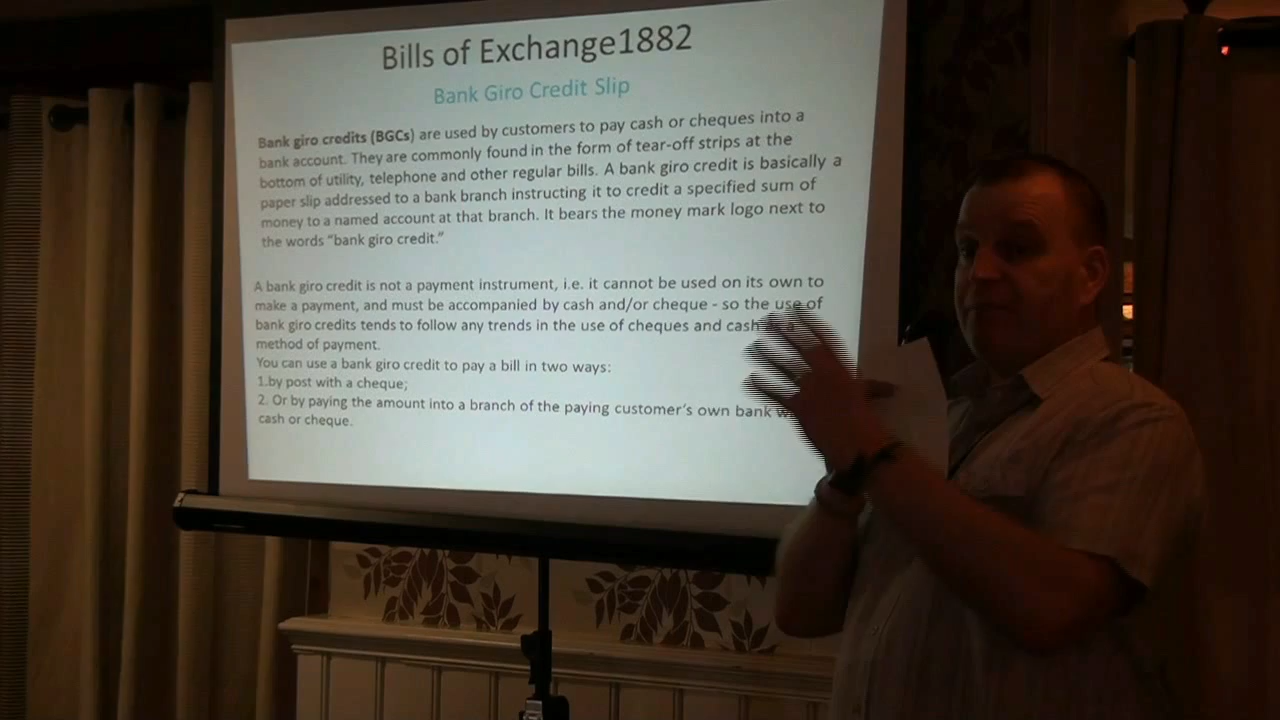 Bills of Exchange1882
Bank Giro Credit Slip
Bank giro credits (BGCs) are used by customers to pay cash or cheques into a
bank account. They are commonly found in the form of tear-off strips at the
bottom of utility, telephone and other regular bills. A bank giro credit is basically a
paper slip addressed to a bank branch instructing it to credit a specified sum of
money to a named account at that branch. It bears the money mark logo next to
the words “bank giro credit.”
A bank giro credit is not a payment instrument, i.e. it cannot be used on its own to
make a payment, and must be accompanied by cash and/or cheque - so the use of
bank giro credits tends to follow any trends in the use of cheques and cash a
method of payment.
You can use a bank giro credit to pay a bill in two ways:
1.by post with a cheque;
2. Or by paying the amount into a branch of the paying customer’s own bank
cash or cheque.